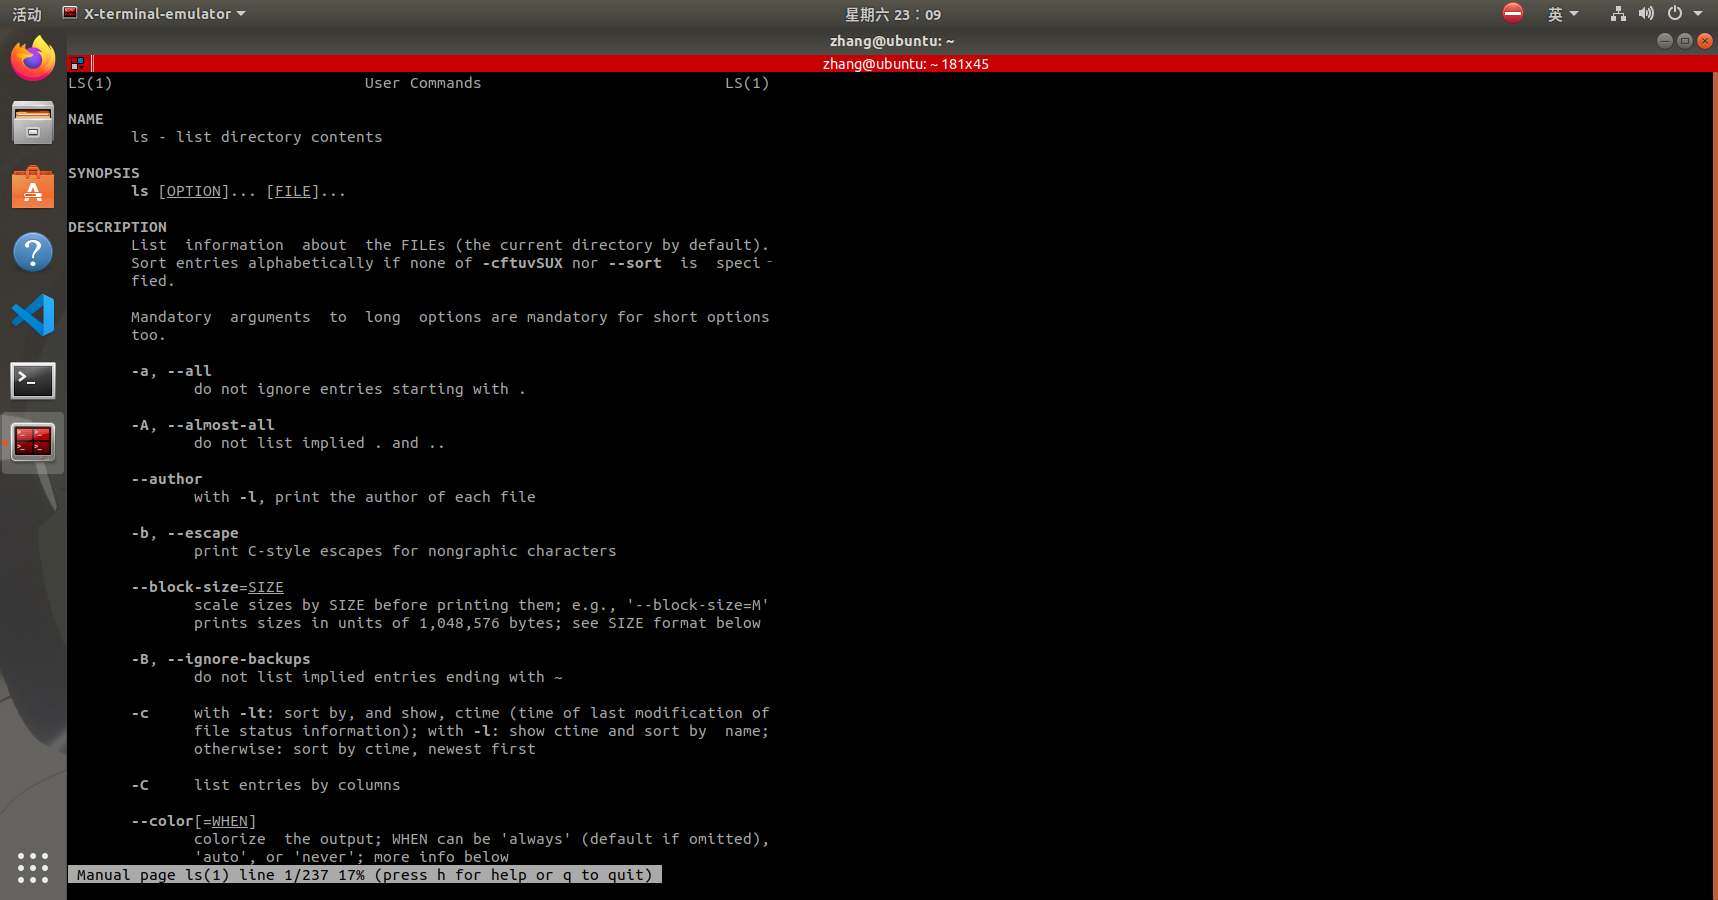 活动 X-terminal-emulator 星期六 23：09 英
zhang@ubuntu: ~
zhang@ubuntu: ~ 181x45
LS(1) User Commands LS(1)
NAME
ls - list directory contents
SYNOPSIS
ls [OPTION]... [FILE]...
DESCRIPTION
List information about the FILEs (the current directory by default).
Sort entries alphabetically if none of -cftuvSUX nor --sort is speci‐
fied.
Mandatory arguments to long options are mandatory for short options
too.
-a, --all
do not ignore entries starting with .
-A, --almost-all
do not list implied . and ..
--author
with -l, print the author of each file
-b, --escape
print C-style escapes for nongraphic characters
--block-size=SIZE
scale sizes by SIZE before printing them; e.g., '--block-size=M'
prints sizes in units of 1,048,576 bytes; see SIZE format below
-B, --ignore-backups
do not list implied entries ending with ~
-c with -lt: sort by, and show, ctime (time of last modification of
file status information); with -l: show ctime and sort by name;
otherwise: sort by ctime, newest first
-C list entries by columns
--color[=WHEN]
colorize the output; WHEN can be 'always' (default if omitted),
'auto', or 'never'; more info below
Manual page ls(1) line 1/237 17% (press h for help or q to quit)